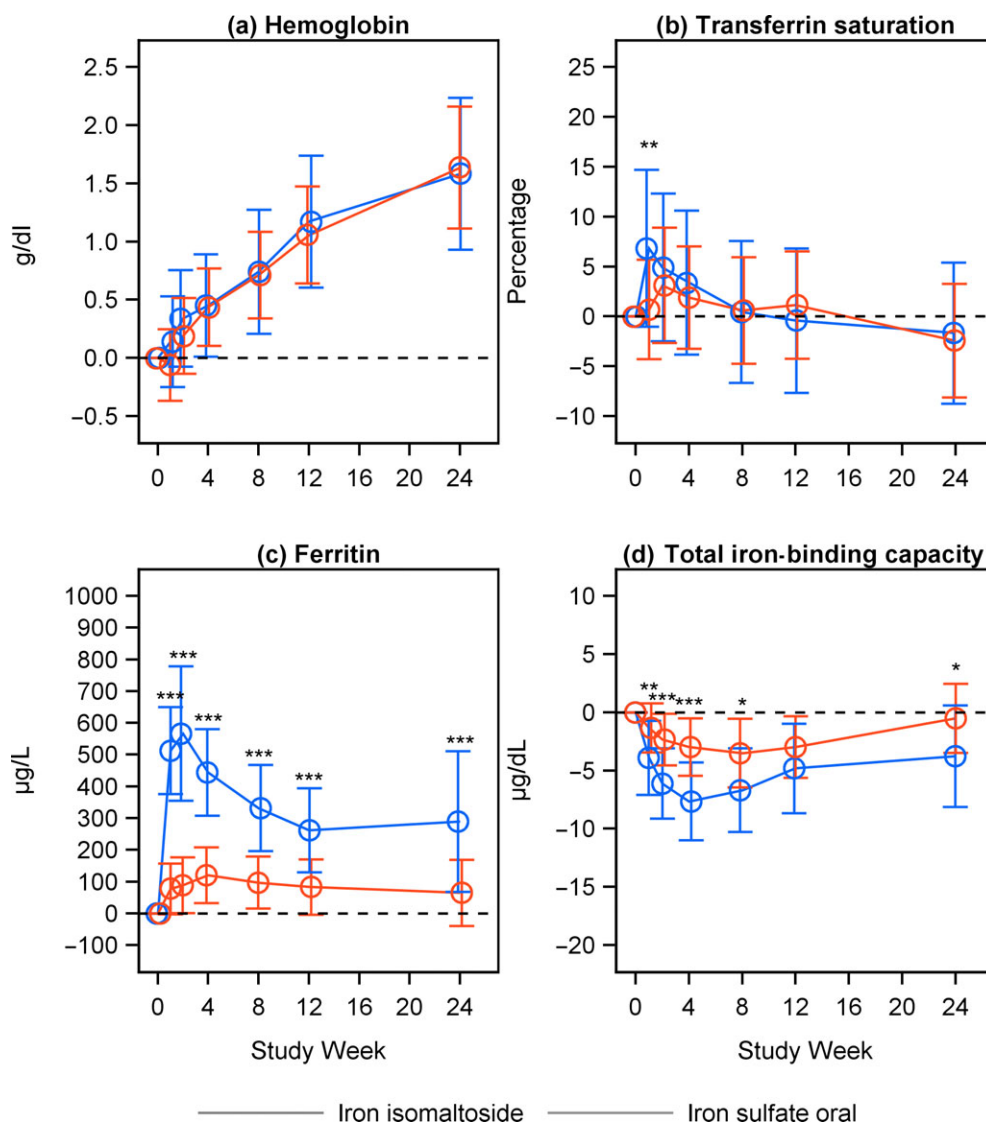 (a) Hemoglobin
2.5
2.0
1.5
1.0
0.5
0.0
−0.5
g/dl
0 4 8 12 16 20 24
(b) Transferrin saturation
25
20
15
10
5
0
−5
−10
Percentage
**
0 4 8 12 16 20 24
(c) Ferritin
1000
900
800
700
600
500
400
300
200
100
0
−100
µg/L
*** *** *** *** *** ***
0 4 8 12 16 20 24
Study Week
(d) Total iron-binding capacity
10
5
0
−5
−10
−15
−20
µg/dL
** *** *** * *
0 4 8 12 16 20 24
Study Week
Iron isomaltoside Iron sulfate oral